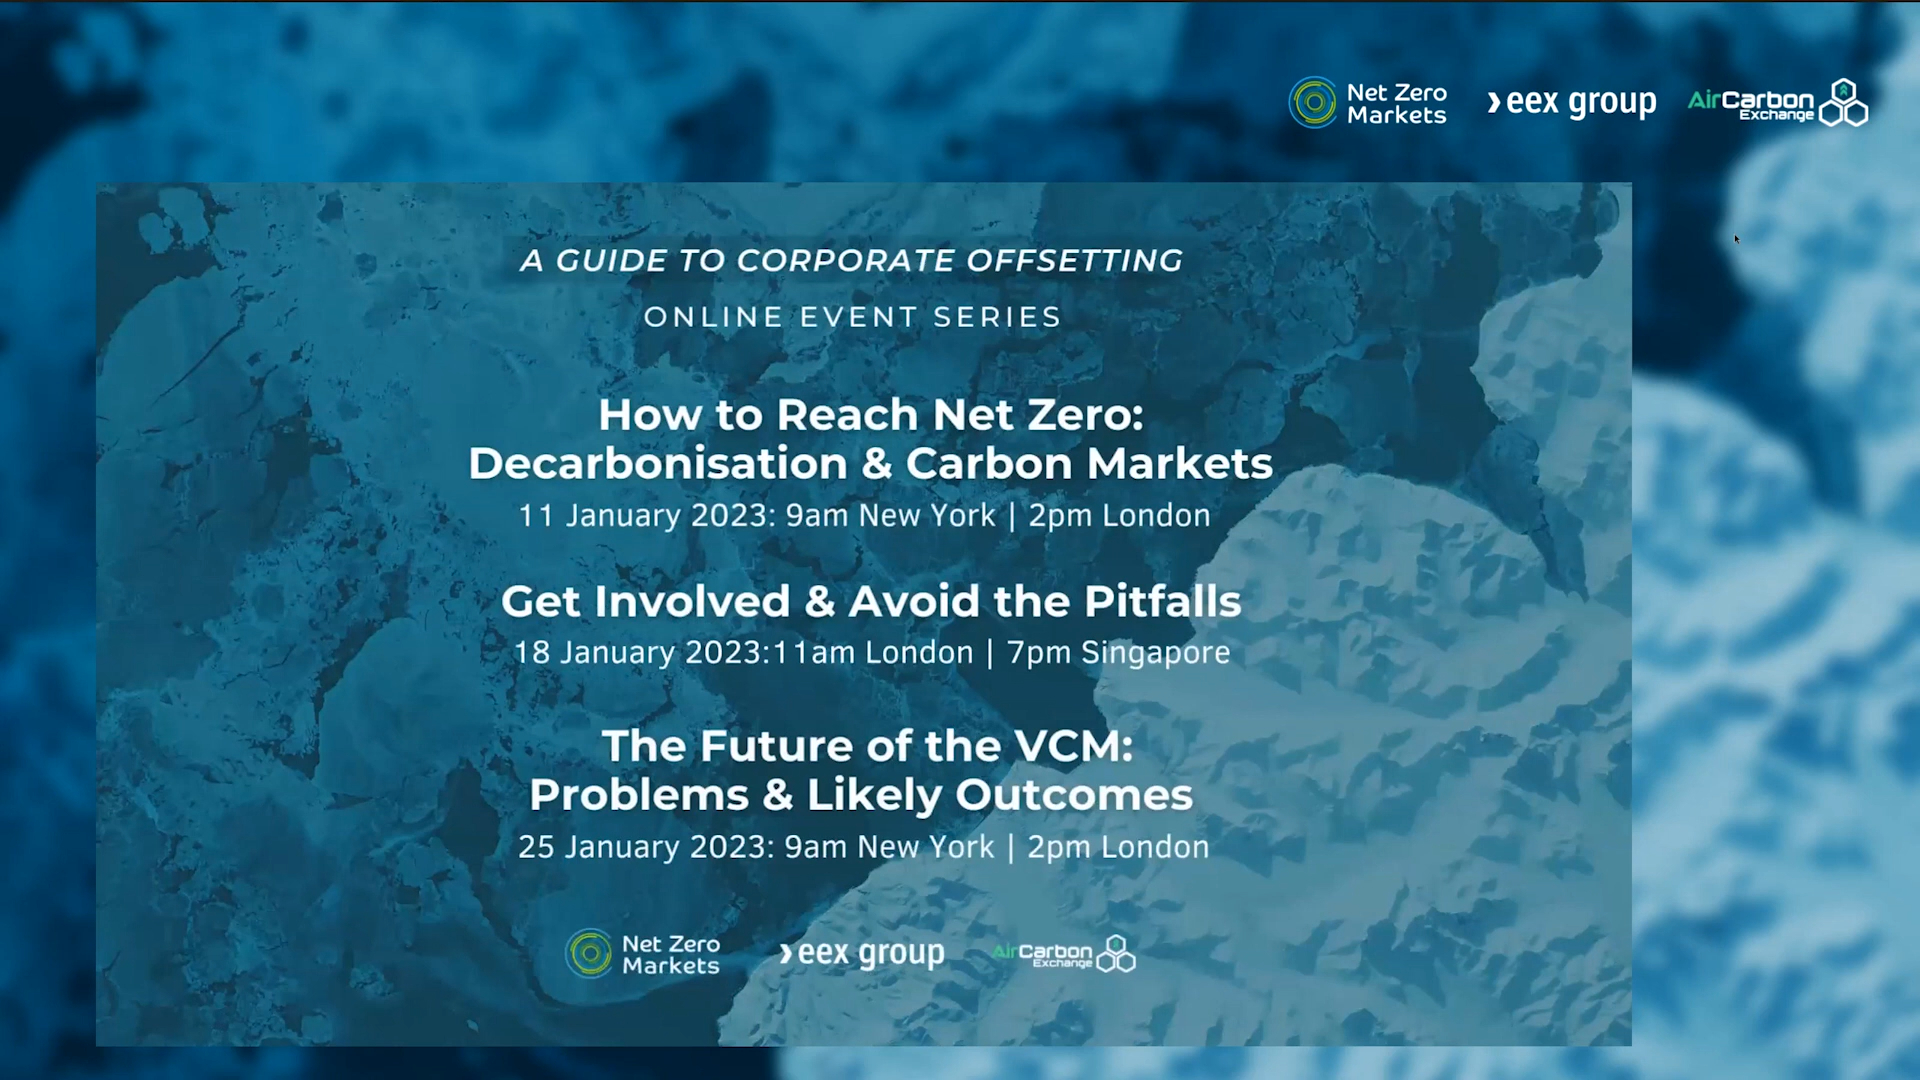 Net Zero
Markets
eex group
AirCarbon
Exchange
A GUIDE TO CORPORATE OFFSETTING
ONLINE EVENT SERIES
How to Reach Net Zero:
Decarbonisation & Carbon Markets
11 January 2023: 9am New York | 2pm London
Get Involved & Avoid the Pitfalls
18 January 2023:11am London | 7pm Singapore
The Future of the VCM:
Problems & Likely Outcomes
25 January 2023: 9am New York | 2pm London
Net Zero
Markets
eex group
AirCarbon
Exchange